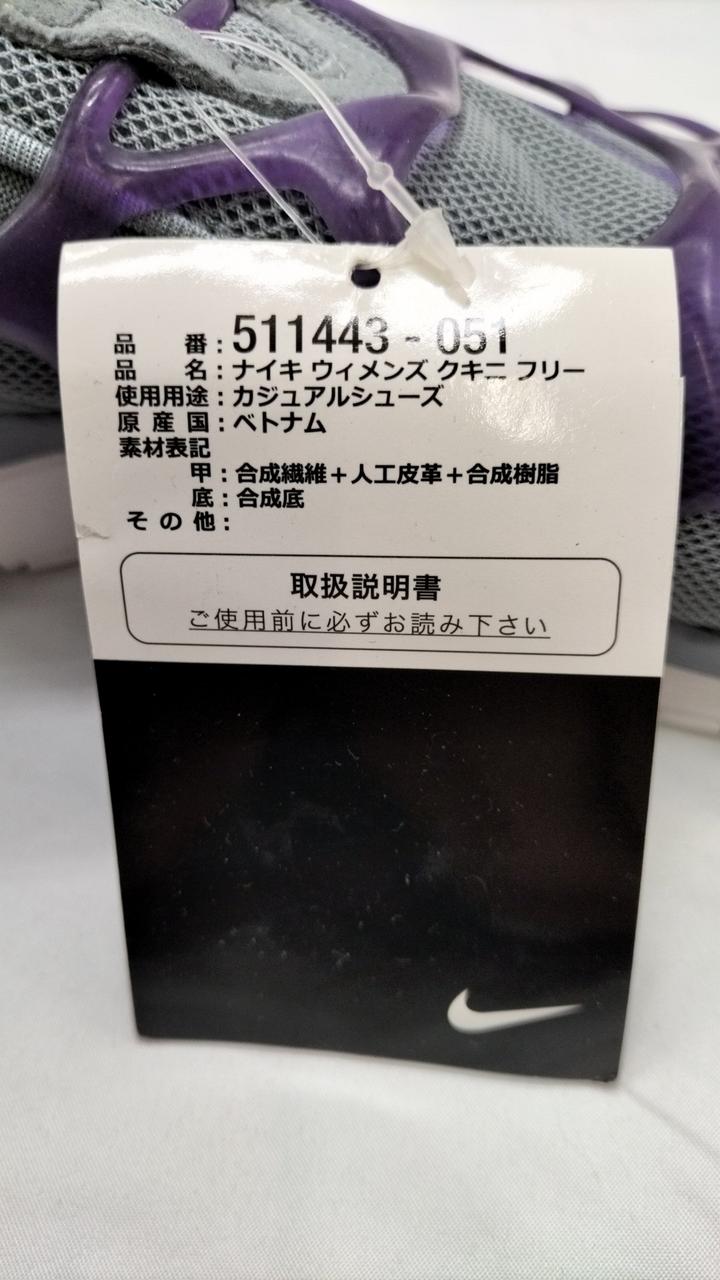 品番：511443 - 051
品名：ナイキ ウィメンズ クキニ フリー
使用用途：カジュアルシューズ
原産国：ベトナム
素材表記
甲：合成繊維＋人工皮革＋合成樹脂
底：合成底
その他：
取扱説明書
ご使用前に必ずお読み下さい